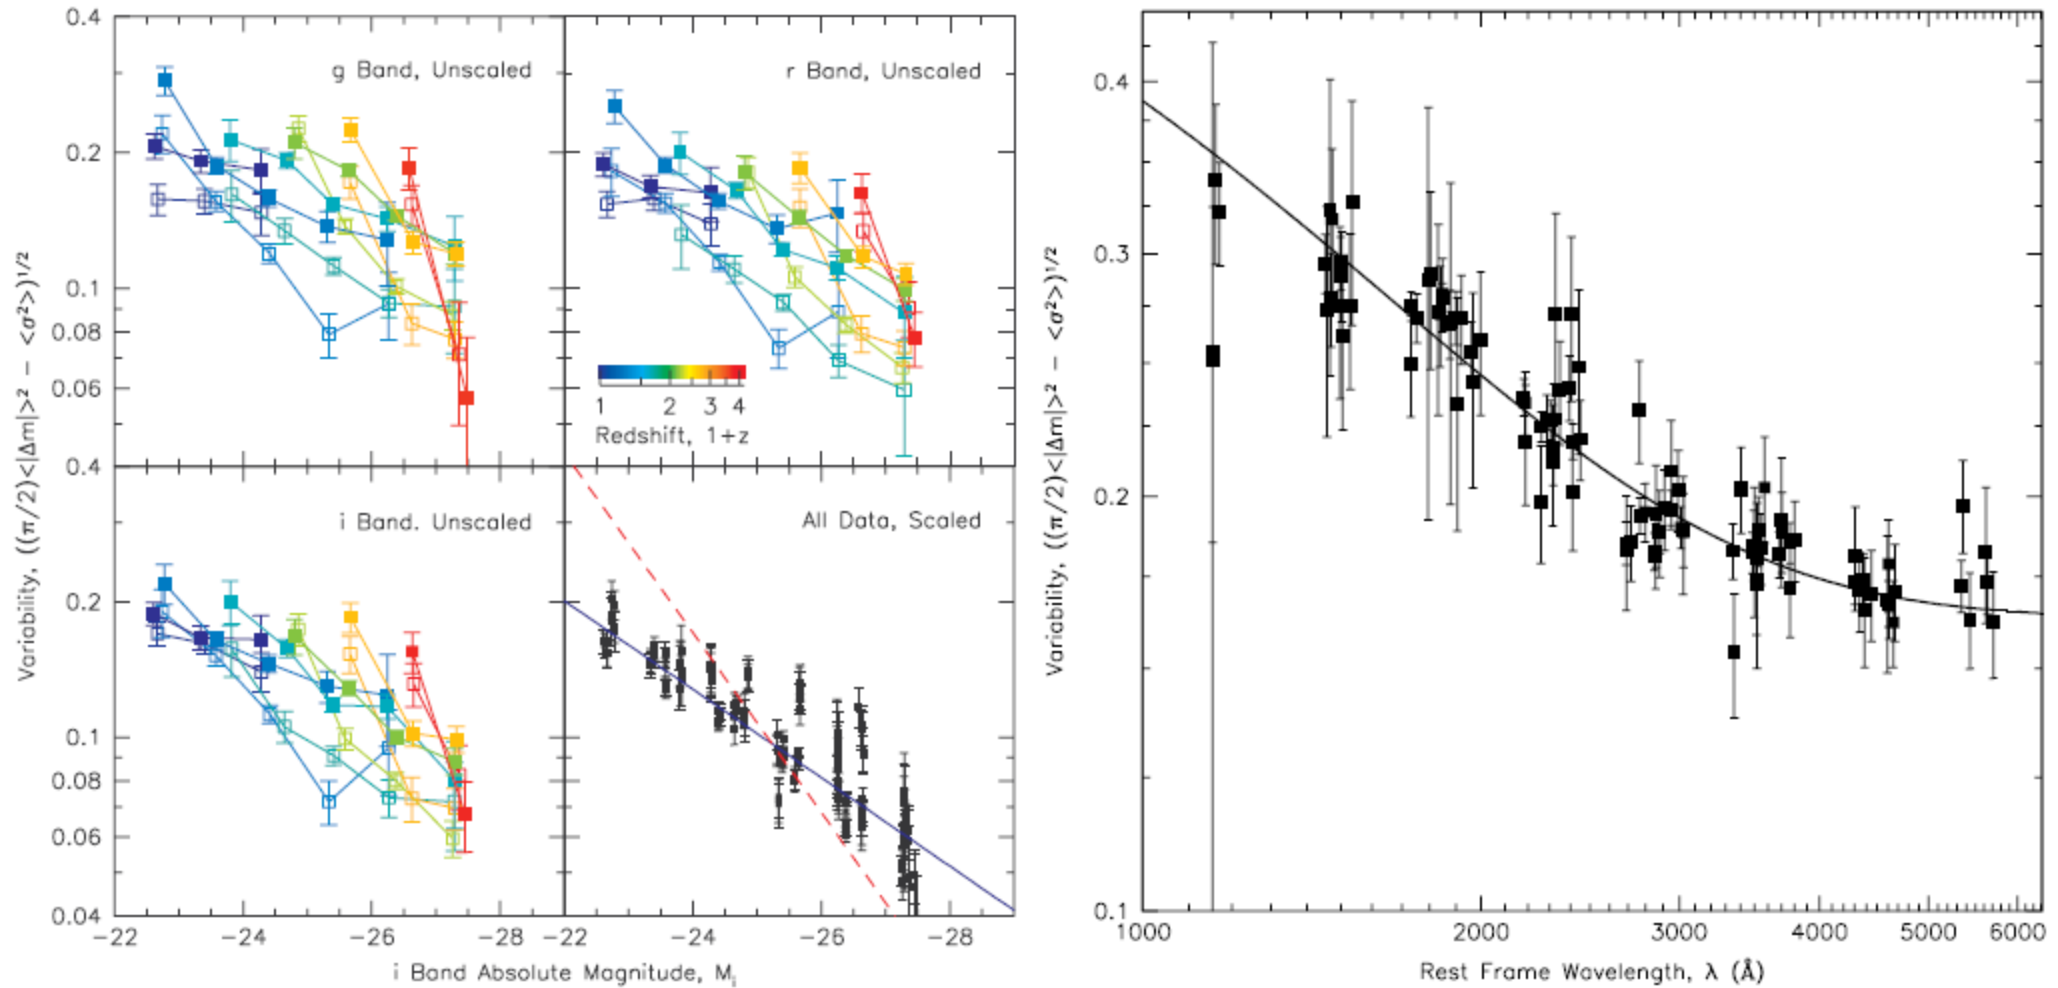 0.4
0.2
0.1
0.08
0.06
0.4
0.2
0.1
0.08
0.06
0.04
Variability, ((π/2)<|Δm|>² − <σ²>)¹/²
g Band, Unscaled
r Band, Unscaled
1 2 3 4
Redshift, 1+z
i Band. Unscaled
All Data, Scaled
−22 −24 −26 −28 −22 −24 −26 −28
i Band Absolute Magnitude, Mᵢ
Variability, ((π/2)<|Δm|>² − <σ²>)¹/²
0.4
0.3
0.2
0.1
1000 2000 3000 4000 5000 6000
Rest Frame Wavelength, λ (Å)